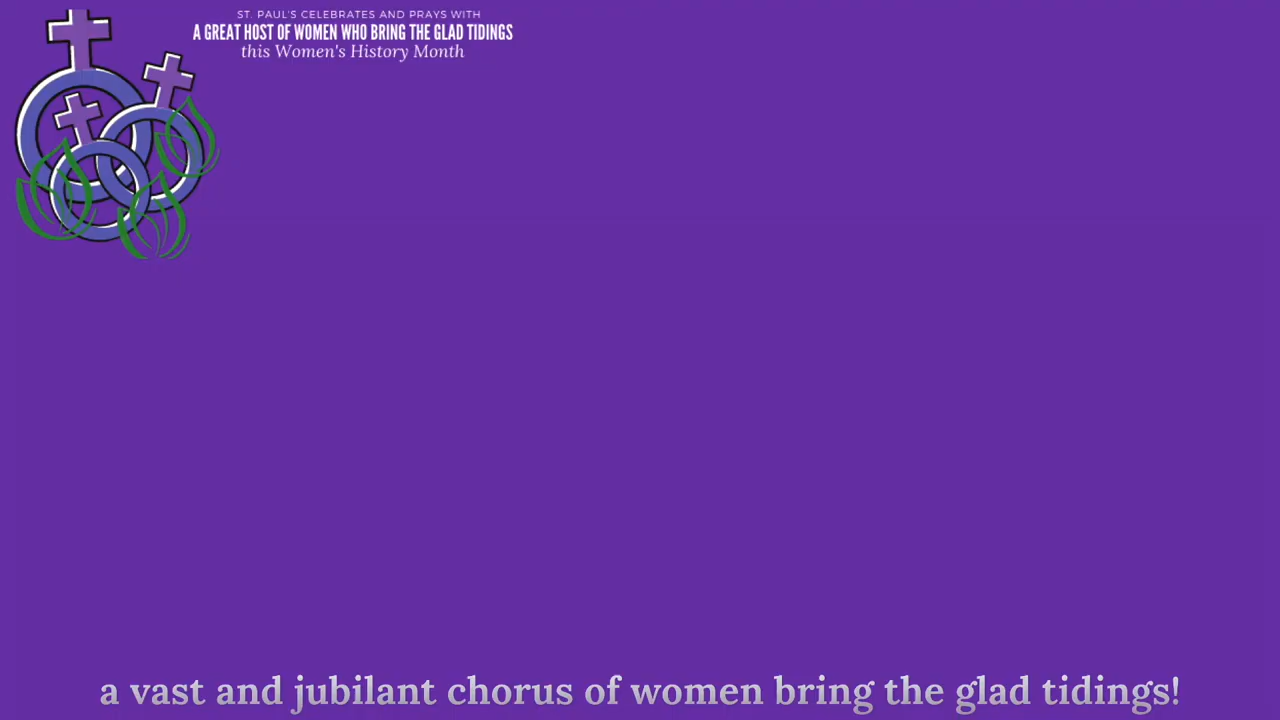 ST. PAUL'S CELEBRATES AND PRAYS WITH
A GREAT HOST OF WOMEN WHO BRING THE GLAD TIDINGS
this Women's History Month
a vast and jubilant chorus of women bring the glad tidings!